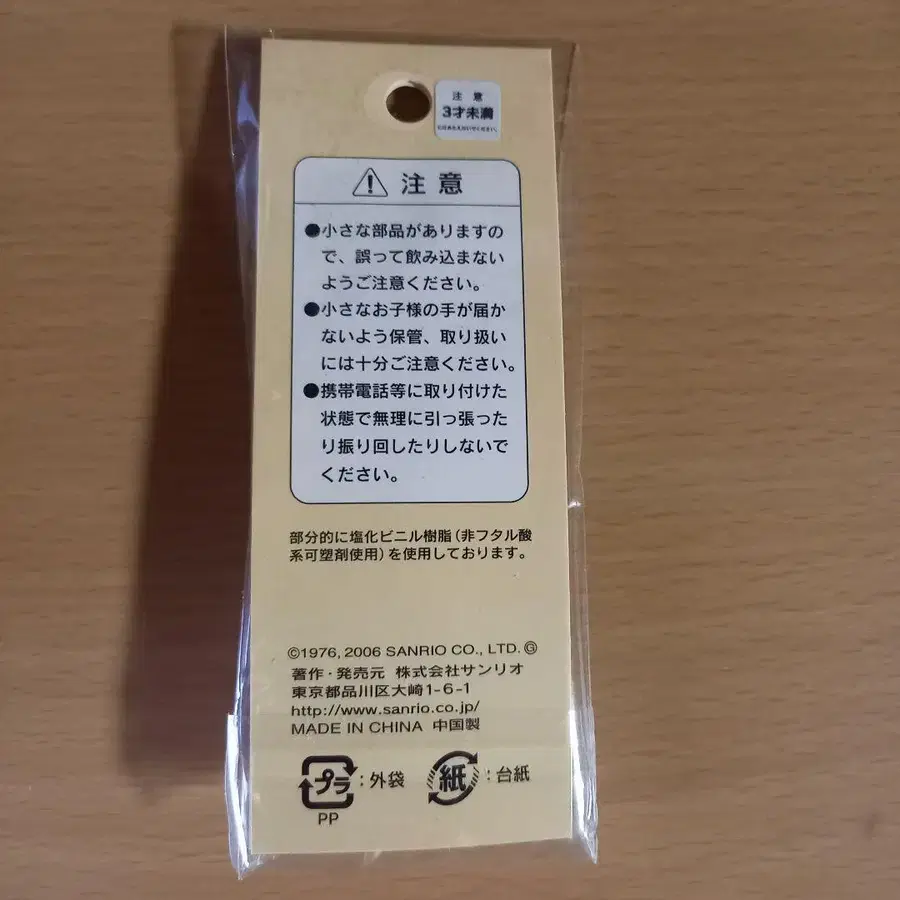 注 意
3才未満
注 意
●小さな部品がありますの
で、誤って飲み込まない
ようご注意ください。
●小さなお子様の手が届か
ないよう保管、取り扱い
には十分ご注意ください。
●携帯電話等に取り付けた
状態で無理に引っ張った
り振り回したりしないで
ください。
部分的に塩化ビニル樹脂(非フタル酸
系可塑剤使用)を使用しております。
©1976, 2006 SANRIO CO., LTD. Ⓖ
著作・発売元 株式会社サンリオ
東京都品川区大崎1-6-1
http://www.sanrio.co.jp/
MADE IN CHINA 中国製
プラ:外袋 紙:台紙
PP